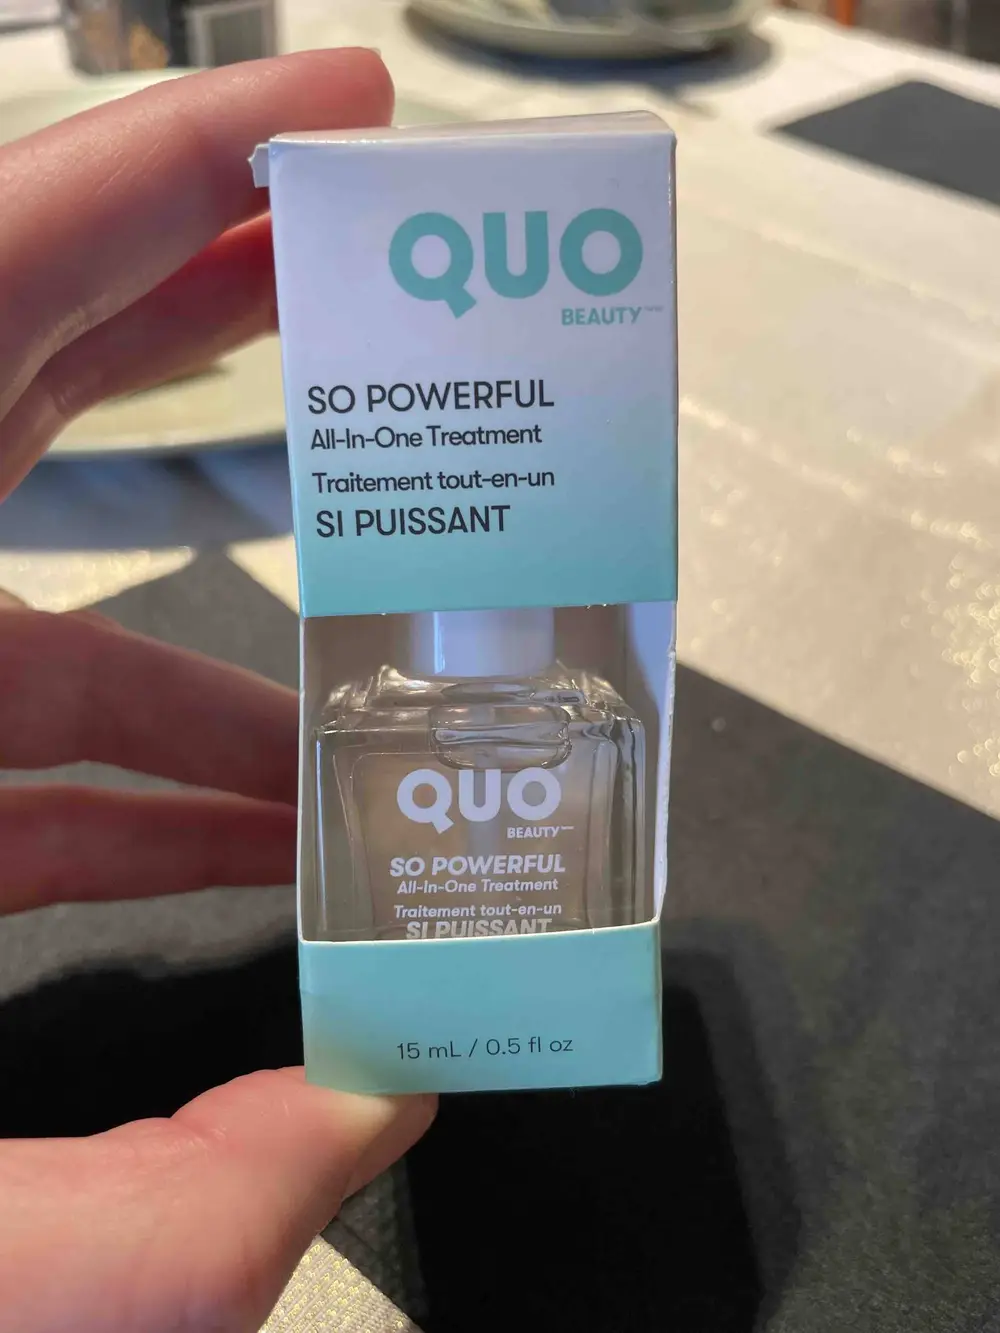 QUO
BEAUTY
SO POWERFUL
All-In-One Treatment
Traitement tout-en-un
SI PUISSANT
QUO
BEAUTY
SO POWERFUL
All-In-One Treatment
Traitement tout-en-un
SI PUISSANT
15 mL / 0.5 fl oz